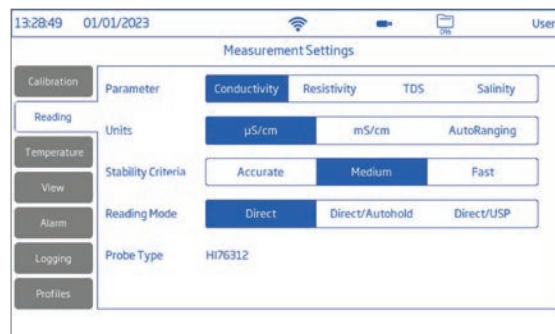 13:28:49 01/01/2023 0% User
Measurement Settings
Calibration
Parameter Conductivity Resistivity TDS Salinity
Reading
Units µS/cm mS/cm AutoRanging
Temperature
Stability Criteria Accurate Medium Fast
View
Reading Mode Direct Direct/Autohold Direct/USP
Alarm
Logging Probe Type HI76312
Profiles